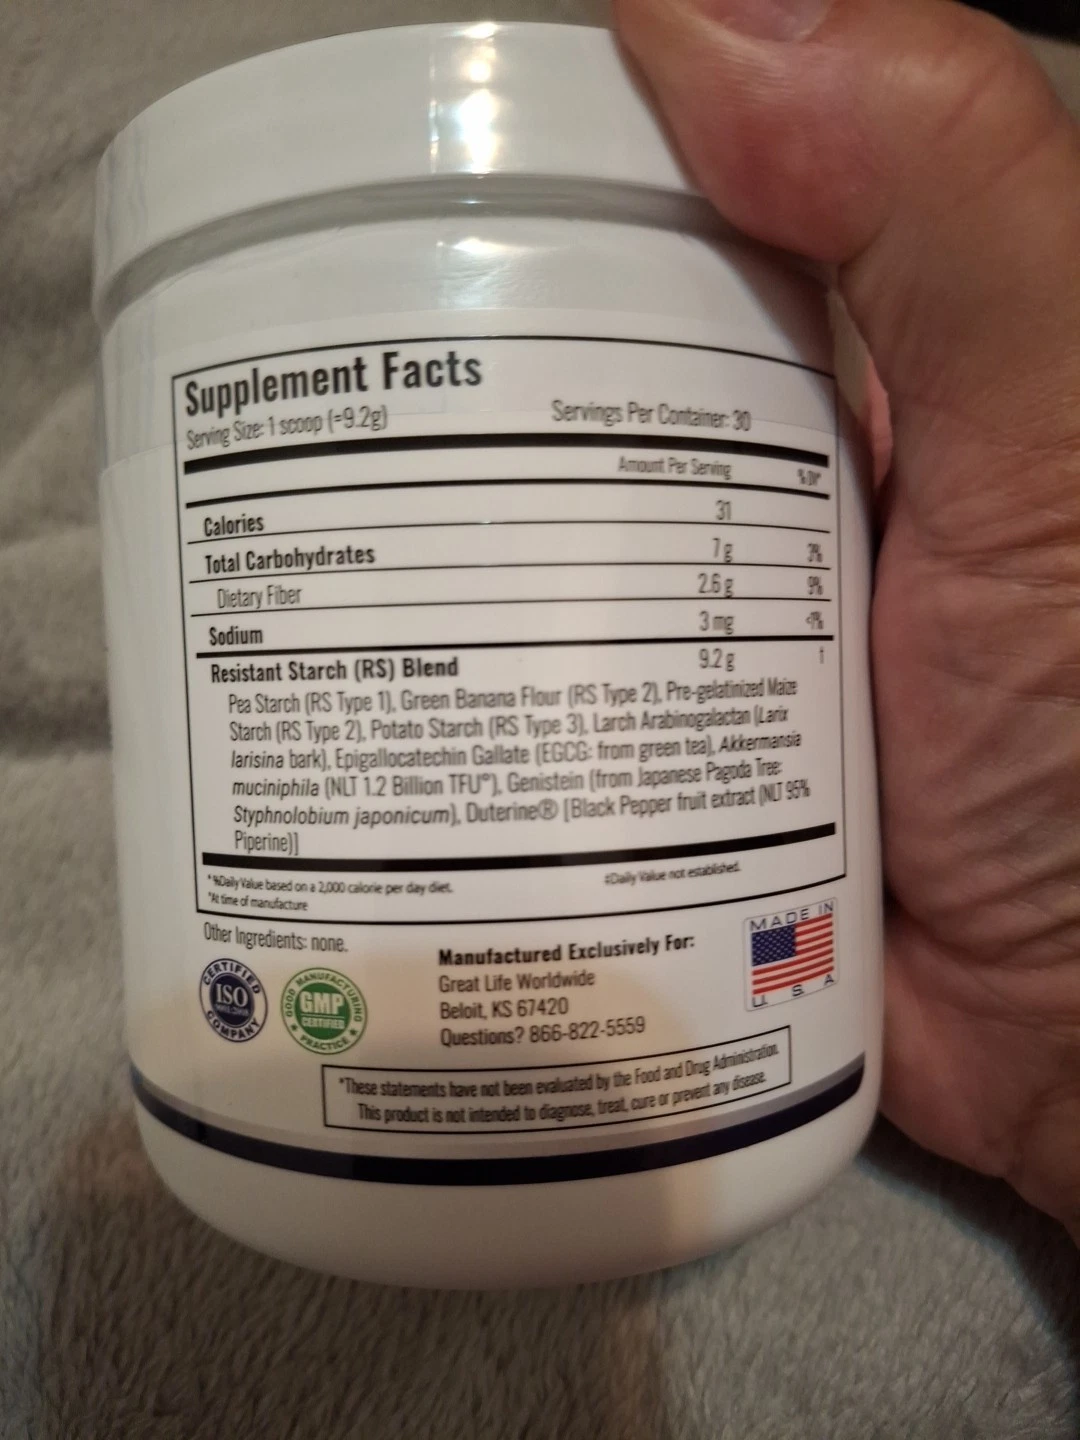 Supplement Facts
Serving Size: 1 scoop (=9.2g) Servings Per Container: 30
Amount Per Serving % DV*
Calories 31
Total Carbohydrates 7 g 3%
Dietary Fiber 2.6 g 9%
Sodium 3 mg <1%
Resistant Starch (RS) Blend 9.2 g †
Pea Starch (RS Type 1), Green Banana Flour (RS Type 2), Pre-gelatinized Maize
Starch (RS Type 2), Potato Starch (RS Type 3), Larch Arabinogalactan (Larix
larisina bark), Epigallocatechin Gallate (EGCG: from green tea), Akkermansia
muciniphila (NLT 1.2 Billion TFU°), Genistein (from Japanese Pagoda Tree:
Styphnolobium japonicum), Duterine® [Black Pepper fruit extract (NLT 95%
Piperine)]
*%Daily Value based on a 2,000 calorie per day diet. ‡Daily Value not established.
°At time of manufacture
Other Ingredients: none.
CERTIFIED
ISO
COMPANY
GOOD MANUFACTURING
GMP
CERTIFIED
PRACTICE
Manufactured Exclusively For:
Great Life Worldwide
Beloit, KS 67420
Questions? 866-822-5559
MADE IN
U. S. A
*These statements have not been evaluated by the Food and Drug Administration.
This product is not intended to diagnose, treat, cure or prevent any disease.